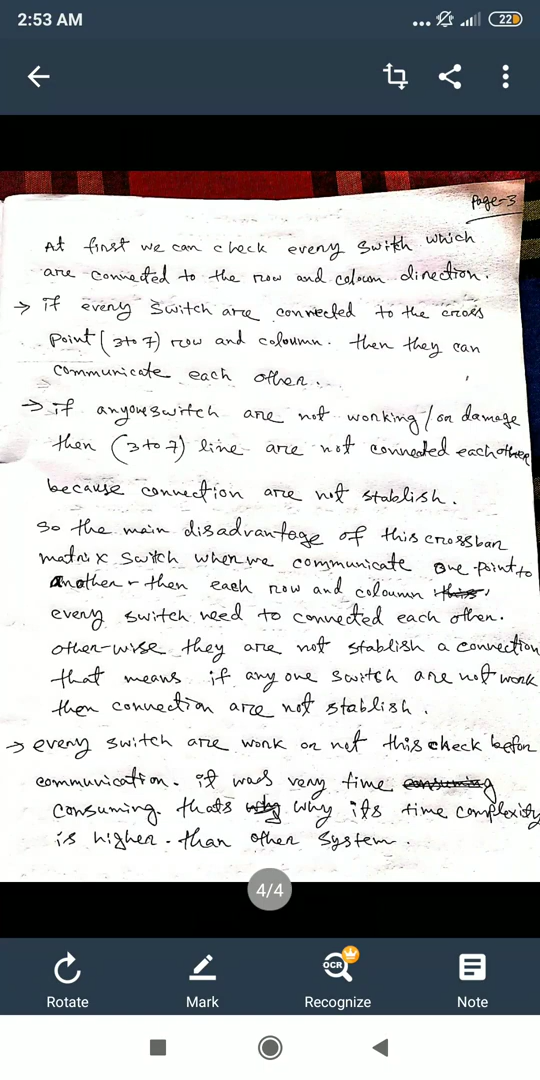 2:53 AM
22
Page-3
At first we can check every switch which
are connected to the row and coloum direction.
→ if every switch are connected to the cross
point (3 to 7) row and coloumn. then they can
communicate each other.
→ if anyone switch are not working/or damage
then (3 to 7) line are not connected each other
because connection are not stablish.
so the main disadvantage of this crossbar
matrix switch when we communicate one point to
another then each row and coloumn
every switch need to connected each other.
other-wise they are not stablish a connection
that means if any one switch are not work
then connection are not stablish.
→ every switch are work or not this check befor
communication. it was very time consuming
consuming. thats why why its time complexity
is higher. than other system.
4/4
OCR
Rotate Mark Recognize Note